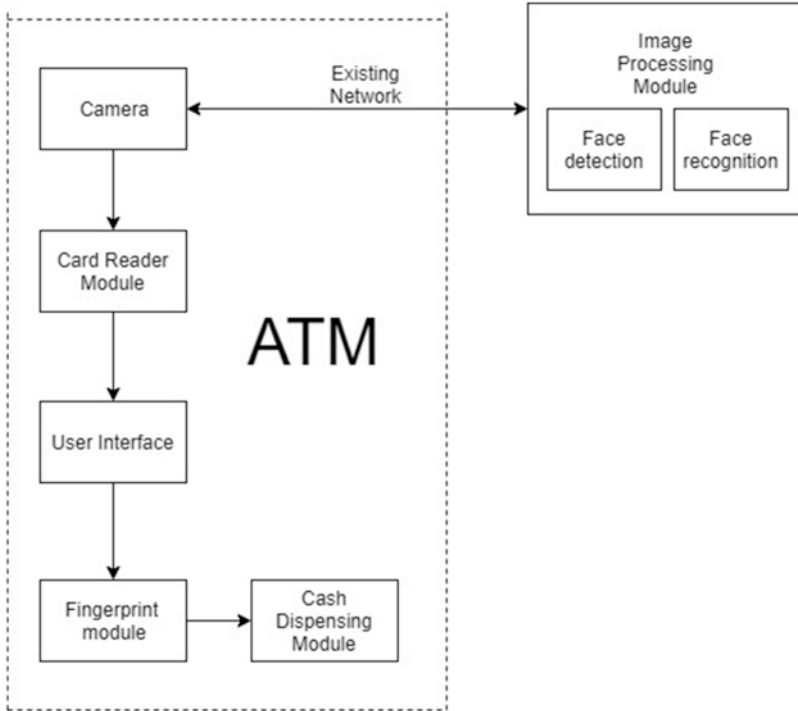 Camera
Existing
Network
Image
Processing
Module
Face
detection
Face
recognition
Card Reader
Module
ATM
User Interface
Fingerprint
module
Cash
Dispensing
Module